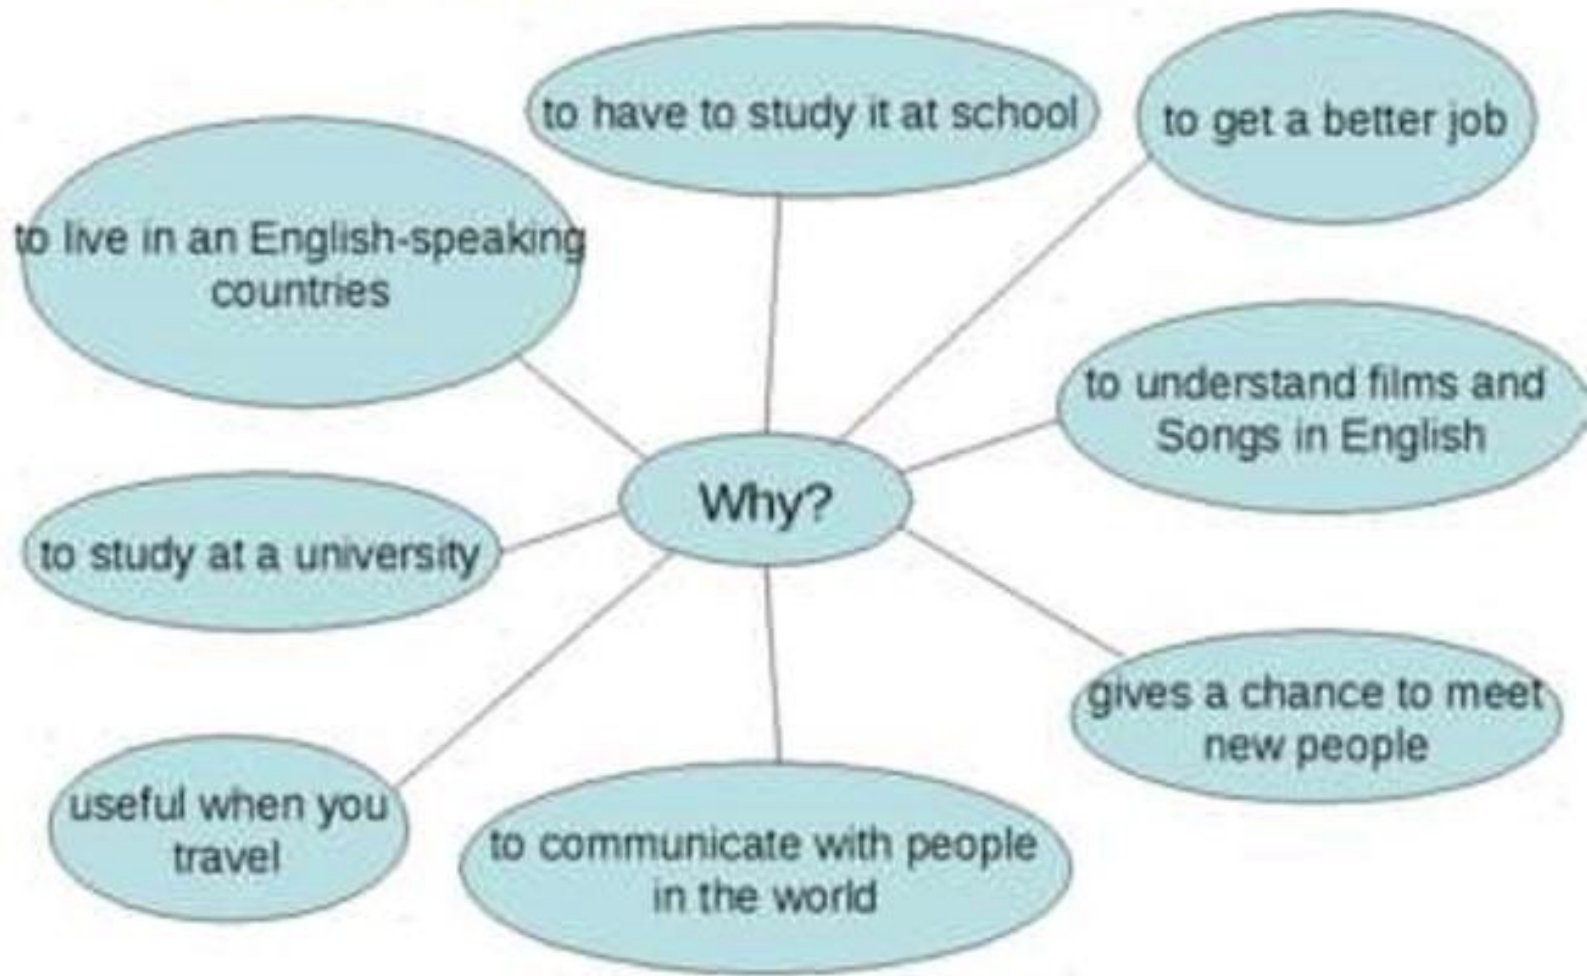 to have to study it at school
to get a better job
to live in an English-speaking
countries
to understand films and
Songs in English
Why?
to study at a university
gives a chance to meet
new people
useful when you
travel
to communicate with people
in the world